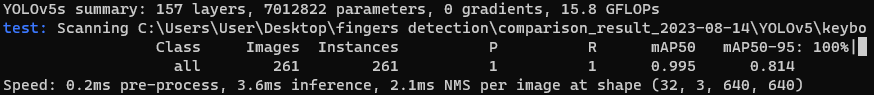 YOLOv5s summary: 157 layers, 7012822 parameters, 0 gradients, 15.8 GFLOPs
test: Scanning C:\Users\User\Desktop\fingers detection\comparison_result_2023-08-14\YOLOv5\keybo
Class Images Instances P R mAP50 mAP50-95: 100%|
all 261 261 1 1 0.995 0.814
Speed: 0.2ms pre-process, 3.6ms inference, 2.1ms NMS per image at shape (32, 3, 640, 640)